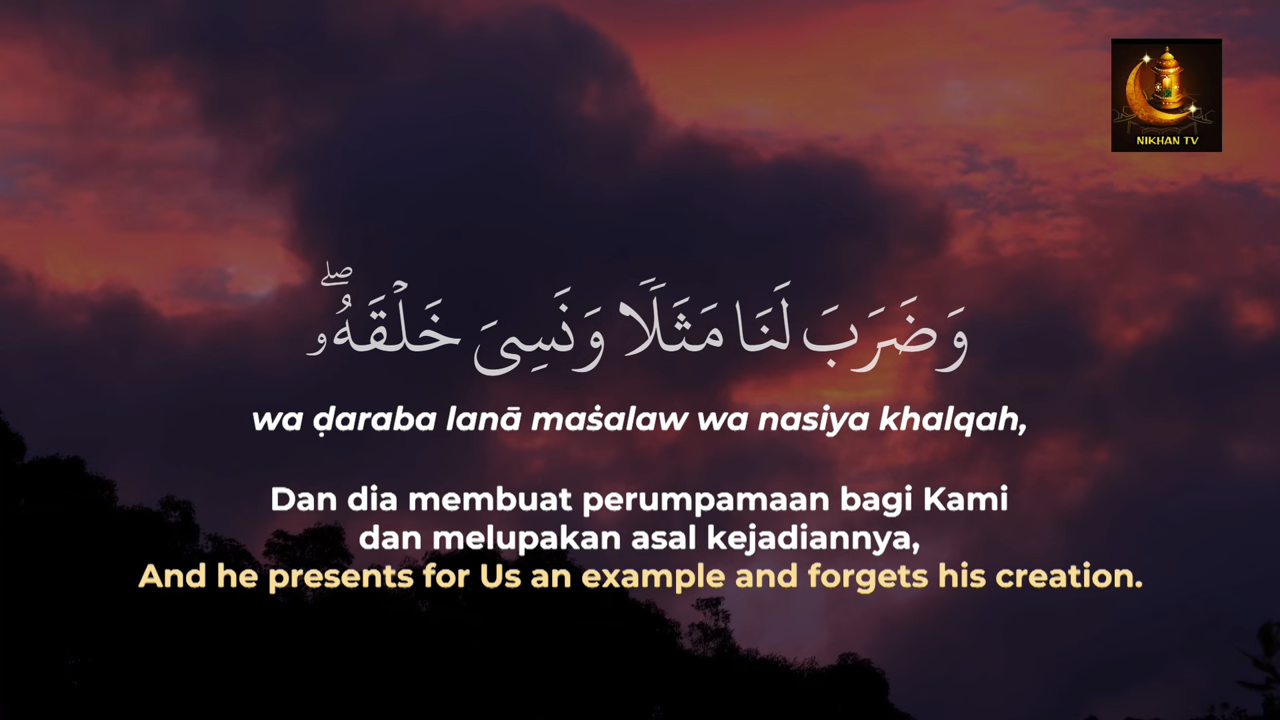 NIKHAN TV
وَضَرَبَ لَنَا مَثَلًا وَنَسِىَ خَلْقَهُۥ ۖ
wa ḍaraba lanā maṡalaw wa nasiya khalqah,
Dan dia membuat perumpamaan bagi Kami
dan melupakan asal kejadiannya,
And he presents for Us an example and forgets his creation.